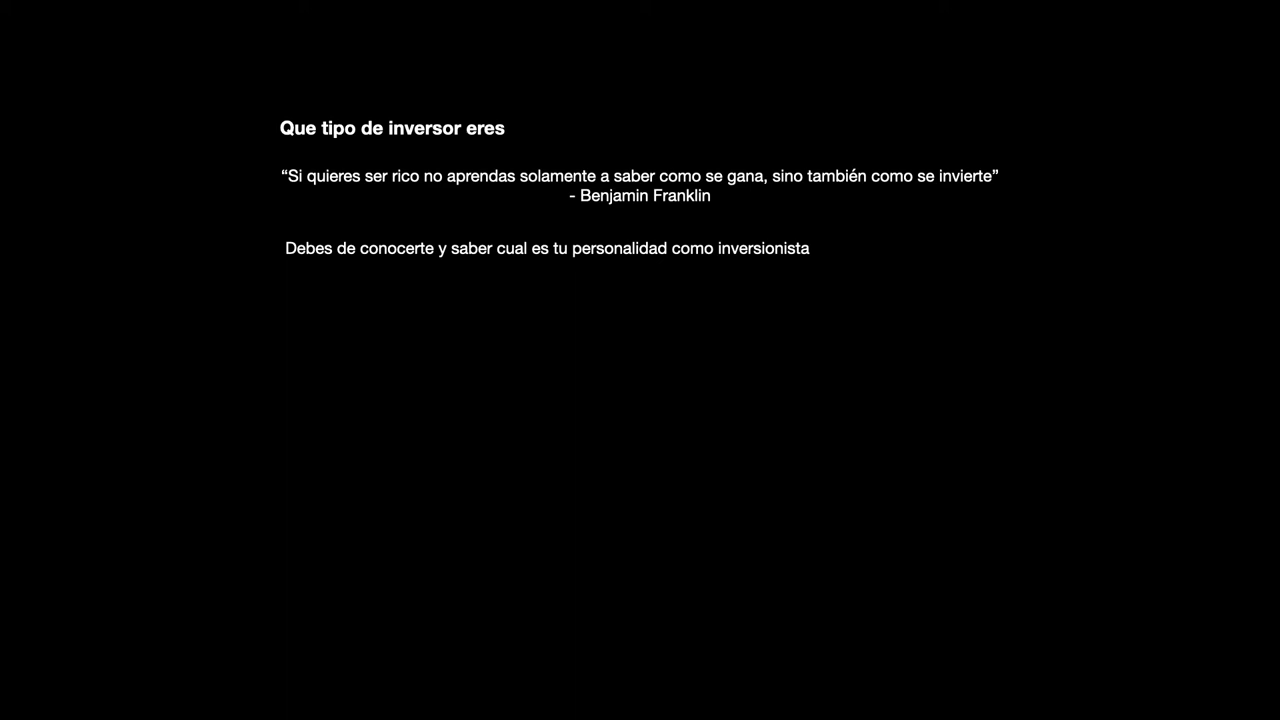 Que tipo de inversor eres
“Si quieres ser rico no aprendas solamente a saber como se gana, sino también como se invierte”
- Benjamin Franklin
Debes de conocerte y saber cual es tu personalidad como inversionista